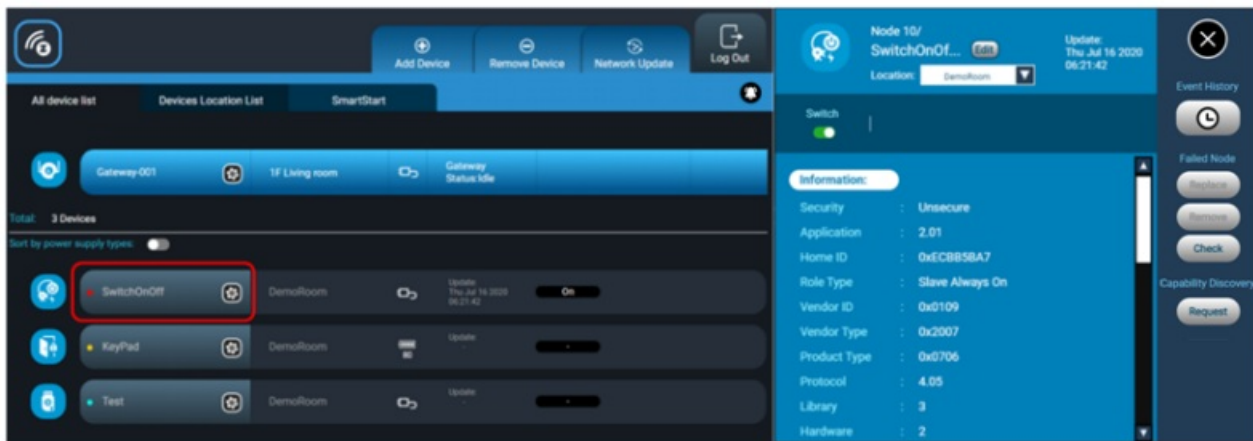 Add Device
Remove Device
Network Update
Log Out
All device list
Devices Location List
SmartStart
Gateway-001
1F Living room
Gateway
Status:Idle
Total: 3 Devices
Sort by power supply types:
SwitchOnOff
DemoRoom
Update
Thu Jul 16 2020
06:21:42
On
KeyPad
DemoRoom
Update
-
-
Test
DemoRoom
Update
-
-
Node 10/
SwitchOnOf... Edit
Location: DemoRoom
Update:
Thu Jul 16 2020
06:21:42
Switch
Information:
Security : Unsecure
Application : 2.01
Home ID : 0xECBB5BA7
Role Type : Slave Always On
Vendor ID : 0x0109
Vendor Type : 0x2007
Product Type : 0x0706
Protocol : 4.05
Library : 3
Hardware : 2
Event History
Failed Node
Replace
Remove
Check
Capability Discovery
Request